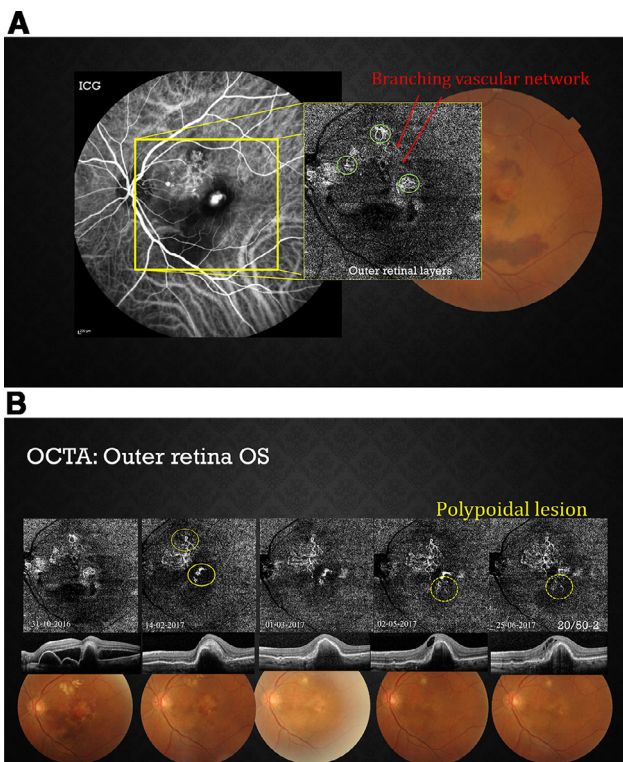 A
ICG
Branching vascular network
Outer retinal layers
B
OCTA: Outer retina OS
Polypoidal lesion
31-10-2016
14-02-2017
01-03-2017
02-05-2017
25-06-2017
20/50-2